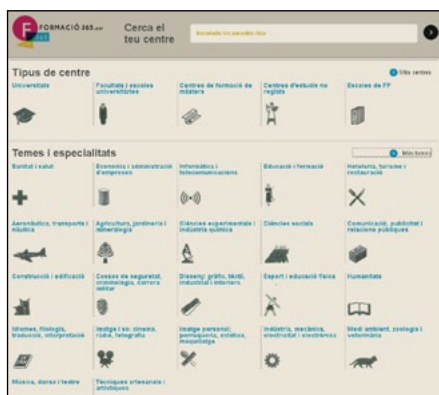 FORMACIÓ 365.cat
Cerca el
teu centre
Tipus de centre
Més centres
Universitats
Facultats i escoles
universitàries
Centres de formació de
màsters
Centres d'estudis no
reglats
Escoles de FP
Temes i especialitats
Més temes
Sanitat i salut
Economia i administració
d'empreses
Informàtica i
telecomunicacions
Educació i formació
Hoteleria, turisme i
restauració
Aeronàutica, transports i
nàutica
Agricultura, jardineria i
mineralogia
Ciències experimentals i
indústria química
Ciències socials
Comunicació, publicitat i
relacions públiques
Construcció i edificació
Cossos de seguretat,
criminologia, carrera
militar
Disseny: gràfic, tèxtil,
industrial i interiors
Esport i educació física
Humanitats
Idiomes, filologia,
traducció, interpretació
Imatge i so: cinema,
ràdio, fotografia
Imatge personal:
perruqueria, estètica,
maquillatge
Indústria, mecànica,
electricitat i electrònica
Medi ambient, zoologia i
veterinària
Música, dansa i teatre
Tècniques artesanals i
artístiques